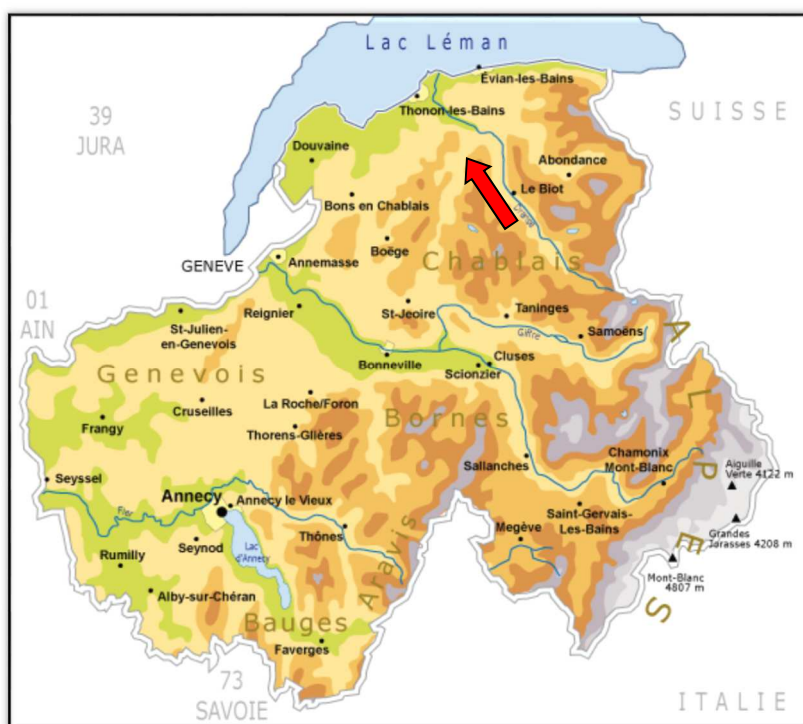 Lac Léman
Évian-les-Bains
Thonon-les-Bains
39
JURA
SUISSE
Douvaine
Abondance
Le Biot
Bons en Chablais
Dranse
Boëge
Chablais
GENEVE
Annemasse
01
AIN
Reignier
St-Jeoire
Taninges
St-Julien-
en-Genevois
Giffre
Samoëns
A
Bonneville
Cluses
Scionzier
Genevois
La Roche/Foron
Cruseilles
Bornes
L
Frangy
Thorens-Glières
Chamonix
Mont-Blanc
Sallanches
Aiguille
Verte 4122 m
P
Seyssel
Annecy
Annecy le Vieux
Fier
Saint-Gervais-
Les-Bains
Grandes
Jorasses 4208 m
Thônes
Megève
Seynod
Lac
d'Annecy
E
Rumilly
Mont-Blanc
4807 m
Aravis
Alby-sur-Chéran
S
Bauges
Faverges
73
SAVOIE
ITALIE